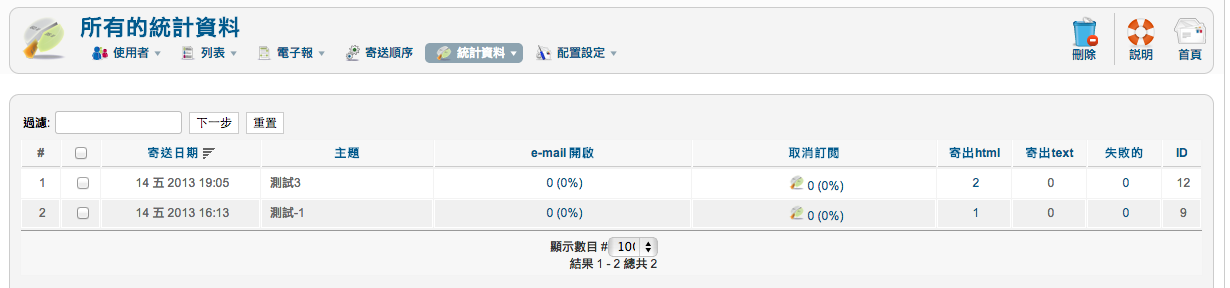 所有的統計資料
使用者 列表 電子報 寄送順序 統計資料 配置設定
刪除 説明 首頁
過濾: 下一步 重置
# 寄送日期 主題 e-mail 開啟 取消訂閱 寄出html 寄出text 失敗的 ID
1 14 五 2013 19:05 測試3 0 (0%) 0 (0%) 2 0 0 12
2 14 五 2013 16:13 測試-1 0 (0%) 0 (0%) 1 0 0 9
顯示數目 # 100
結果 1 - 2 總共 2